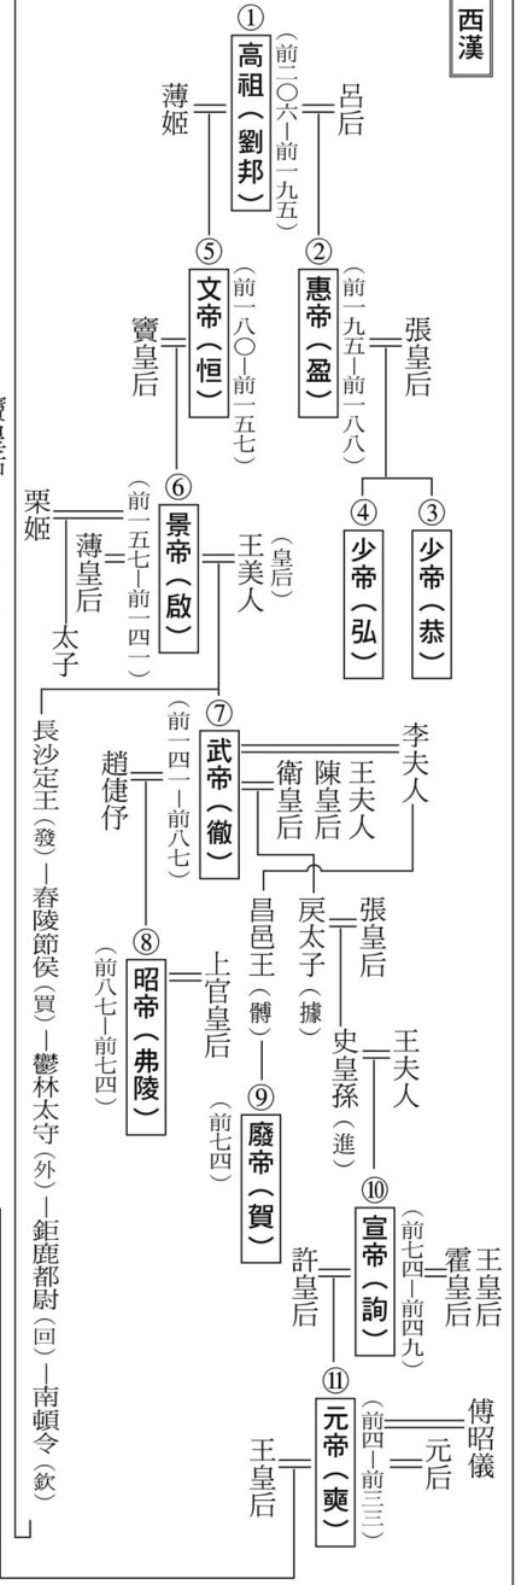 西漢
①
高祖（劉邦）
（前二〇六—前一九五）
呂后
薄姬
②
惠帝（盈）
（前一九五—前一八八）
張皇后
⑤
文帝（恒）
（前一八〇—前一五七）
竇皇后
③
少帝（恭）
④
少帝（弘）
⑥
景帝（啟）
（前一五七—前一四一）
王美人
（皇后）
薄皇后
栗姬
太子
⑦
武帝（徹）
（前一四一—前八七）
李夫人
王夫人
陳皇后
衛皇后
趙倢伃
長沙定王（發）—舂陵節侯（買）—鬱林太守（外）—鉅鹿都尉（回）—南頓令（欽）
⑧
昭帝（弗陵）
（前八七—前七四）
上官皇后
昌邑王（髆）
戾太子（據）
張皇后
⑨
廢帝（賀）
（前七四）
史皇孫（進）
王夫人
⑩
宣帝（詢）
（前七四—前四九）
王皇后
霍皇后
許皇后
⑪
元帝（奭）
（前四—前三三）
傅昭儀
元后
王皇后